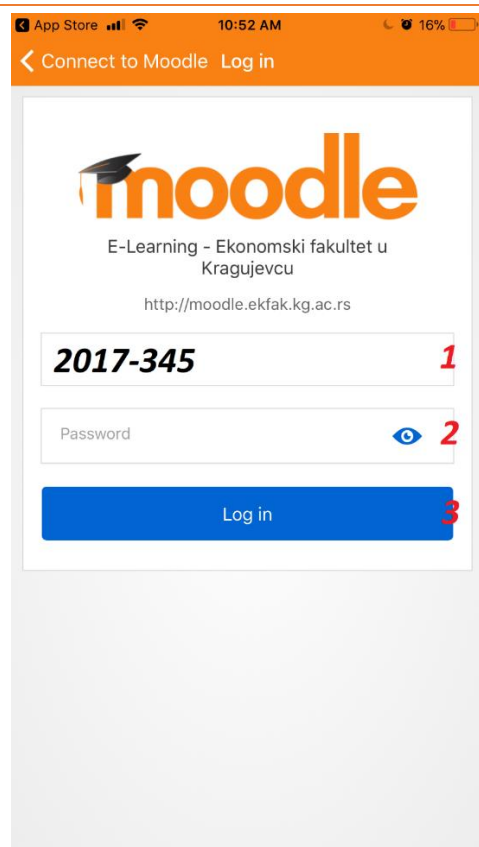 App Store 10:52 AM 16%
Connect to Moodle Log in
moodle
E-Learning - Ekonomski fakultet u
Kragujevcu
http://moodle.ekfak.kg.ac.rs
2017-345 1
Password 2
Log in 3